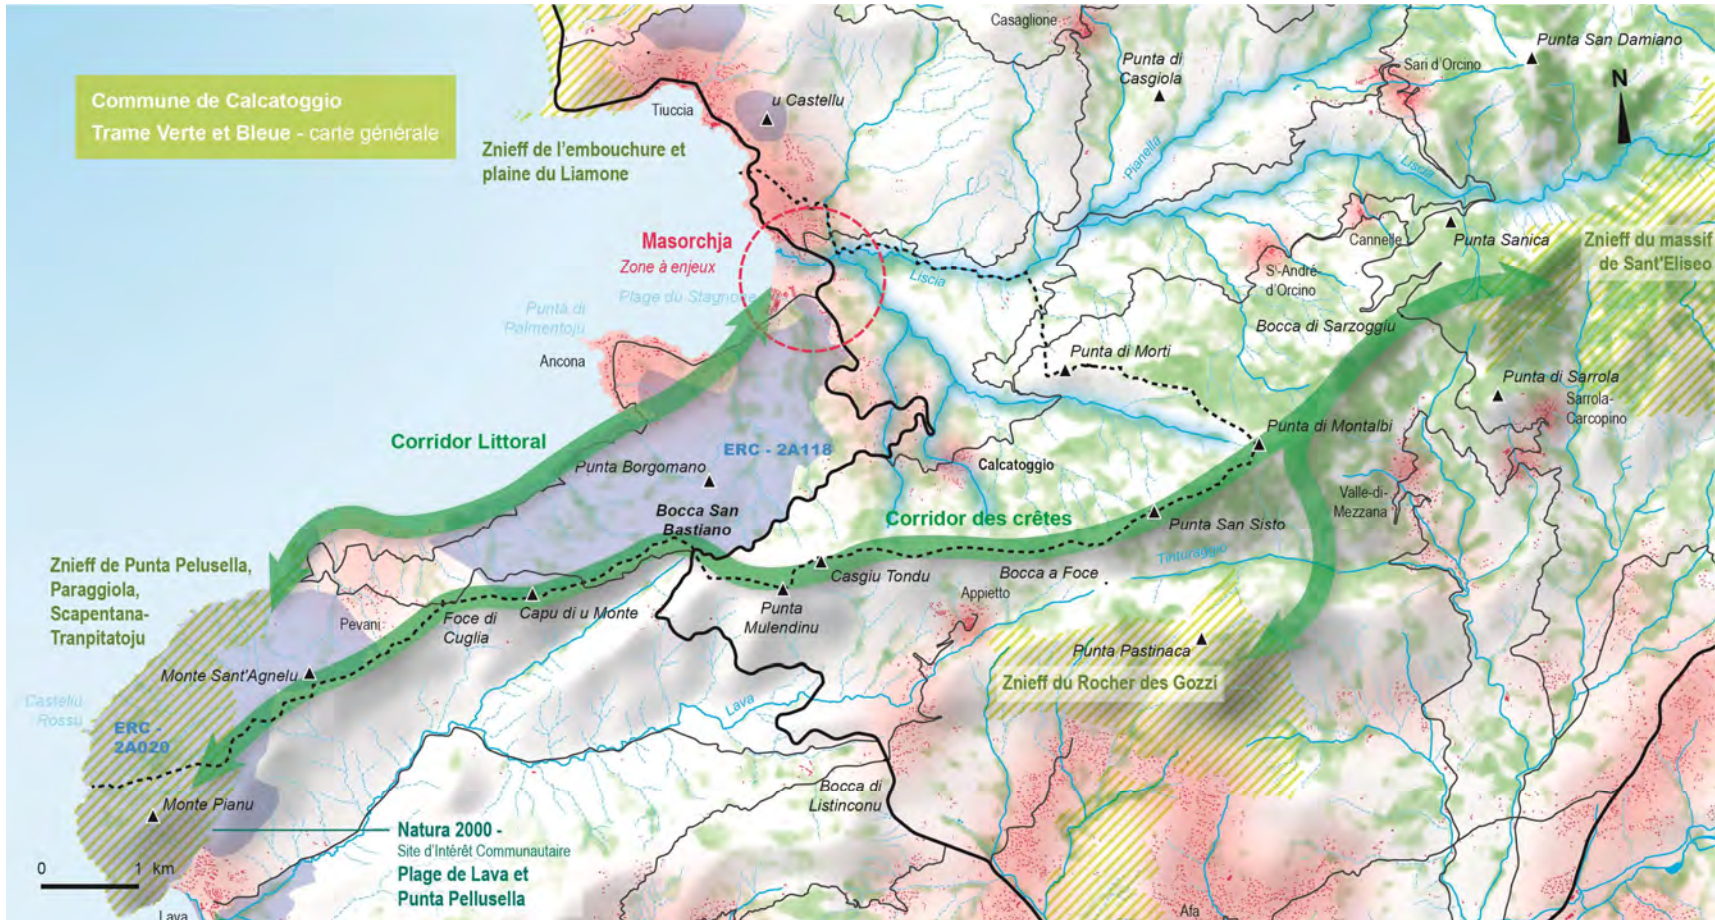 Commune de Calcatoggio
Trame Verte et Bleue - carte générale
Casaglione
Punta di
Casgiola
Punta San Damiano
Sari d'Orcino
N
u Castellu
Tiuccia
Znieff de l'embouchure et
plaine du Liamone
Pianella
Liscia
Masorchja
Zone à enjeux
Plage du Stagnone
Liscia
Cannelle
Punta Sanica
Znieff du massif
de Sant'Eliseo
St-André-
d'Orcino
Bocca di Sarzoggiu
Punta di
Palmentoju
Ancona
Punta di Morti
Punta di Sarrola
Sarrola-
Carcopino
Punta di Montalbi
Corridor Littoral
ERC - 2A118
Punta Borgomano
Calcatoggio
Valle-di-
Mezzana
Bocca San
Bastiano
Corridor des crêtes
Punta San Sisto
Tinturaggio
Znieff de Punta Pelusella,
Paraggiola,
Scapentana-
Tranpitatoju
Pevani
Foce di
Cuglia
Capu di u Monte
Casgiu Tondu
Punta
Mulendinu
Bocca a Foce
Appietto
Punta Pastinaca
Monte Sant'Agnelu
Znieff du Rocher des Gozzi
Castellu
Rossu
ERC -
2A020
Lava
Monte Pianu
Bocca di
Listinconu
Natura 2000 -
Site d'Intérêt Communautaire
Plage de Lava et
Punta Pellusella
0 1 km
Lava
Afa